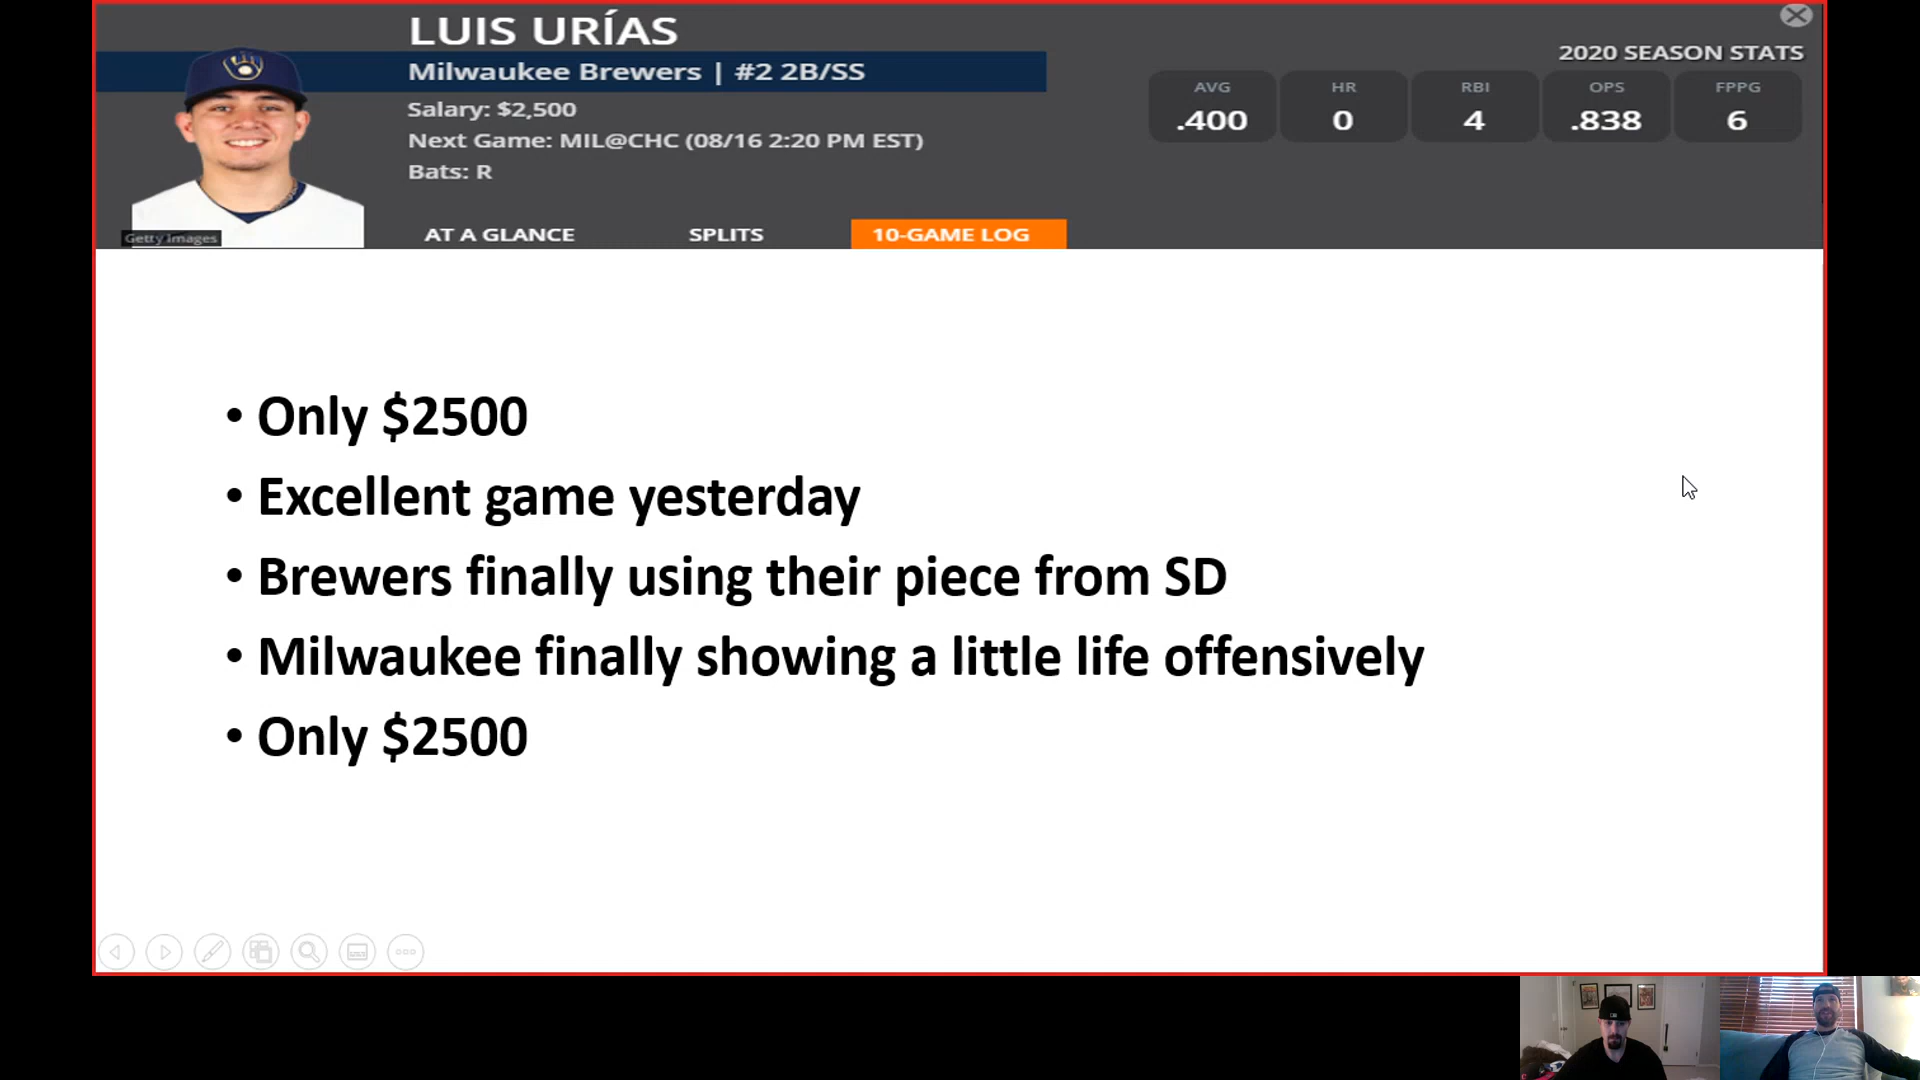 LUIS URÍAS
Milwaukee Brewers | #2 2B/SS
Salary: $2,500
Next Game: MIL@CHC (08/16 2:20 PM EST)
Bats: R
2020 SEASON STATS
AVG HR RBI OPS FPPG
.400 0 4 .838 6
Getty Images
AT A GLANCE SPLITS 10-GAME LOG
• Only $2500
• Excellent game yesterday
• Brewers finally using their piece from SD
• Milwaukee finally showing a little life offensively
• Only $2500